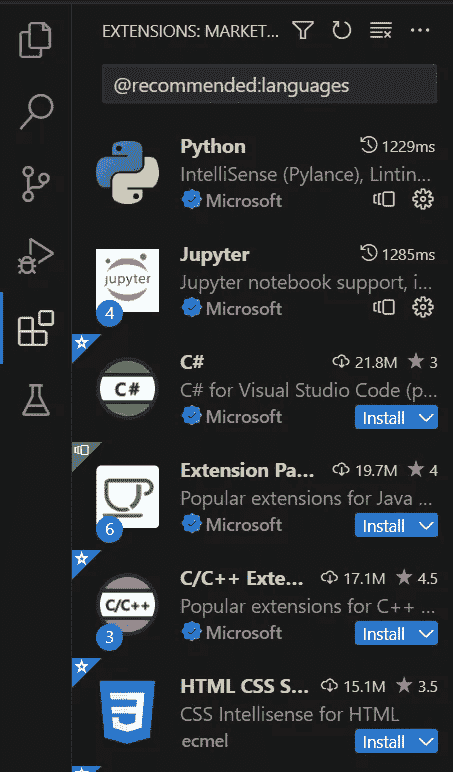 EXTENSIONS: MARKET...
@recommended:languages
Python 1229ms
IntelliSense (Pylance), Lintin...
Microsoft
jupyter
Jupyter 1285ms
Jupyter notebook support, i...
4
Microsoft
C# 21.8M 3
C#
C# for Visual Studio Code (p...
Microsoft Install
Extension Pa... 19.7M 4
Popular extensions for Java ...
6
Microsoft Install
C/C++ Exte... 17.1M 4.5
C/C++
Popular extensions for C++ ...
3
Microsoft Install
HTML CSS S... 15.1M 3.5
3
CSS Intellisense for HTML
ecmel Install